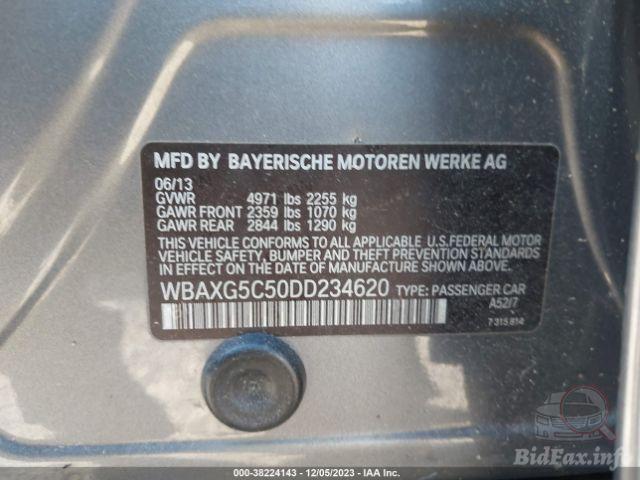 MFD BY BAYERISCHE MOTOREN WERKE AG
06/13
GVWR 4971 lbs 2255 kg
GAWR FRONT 2359 lbs 1070 kg
GAWR REAR 2844 lbs 1290 kg
THIS VEHICLE CONFORMS TO ALL APPLICABLE U.S.FEDERAL MOTOR
VEHICLE SAFETY, BUMPER AND THEFT PREVENTION STANDARDS
IN EFFECT ON THE DATE OF MANUFACTURE SHOWN ABOVE.
WBAXG5C50DD234620 TYPE: PASSENGER CAR
A52/7
7 315 814
BidFax.info
000-38224143 - 12/05/2023 - IAA Inc.